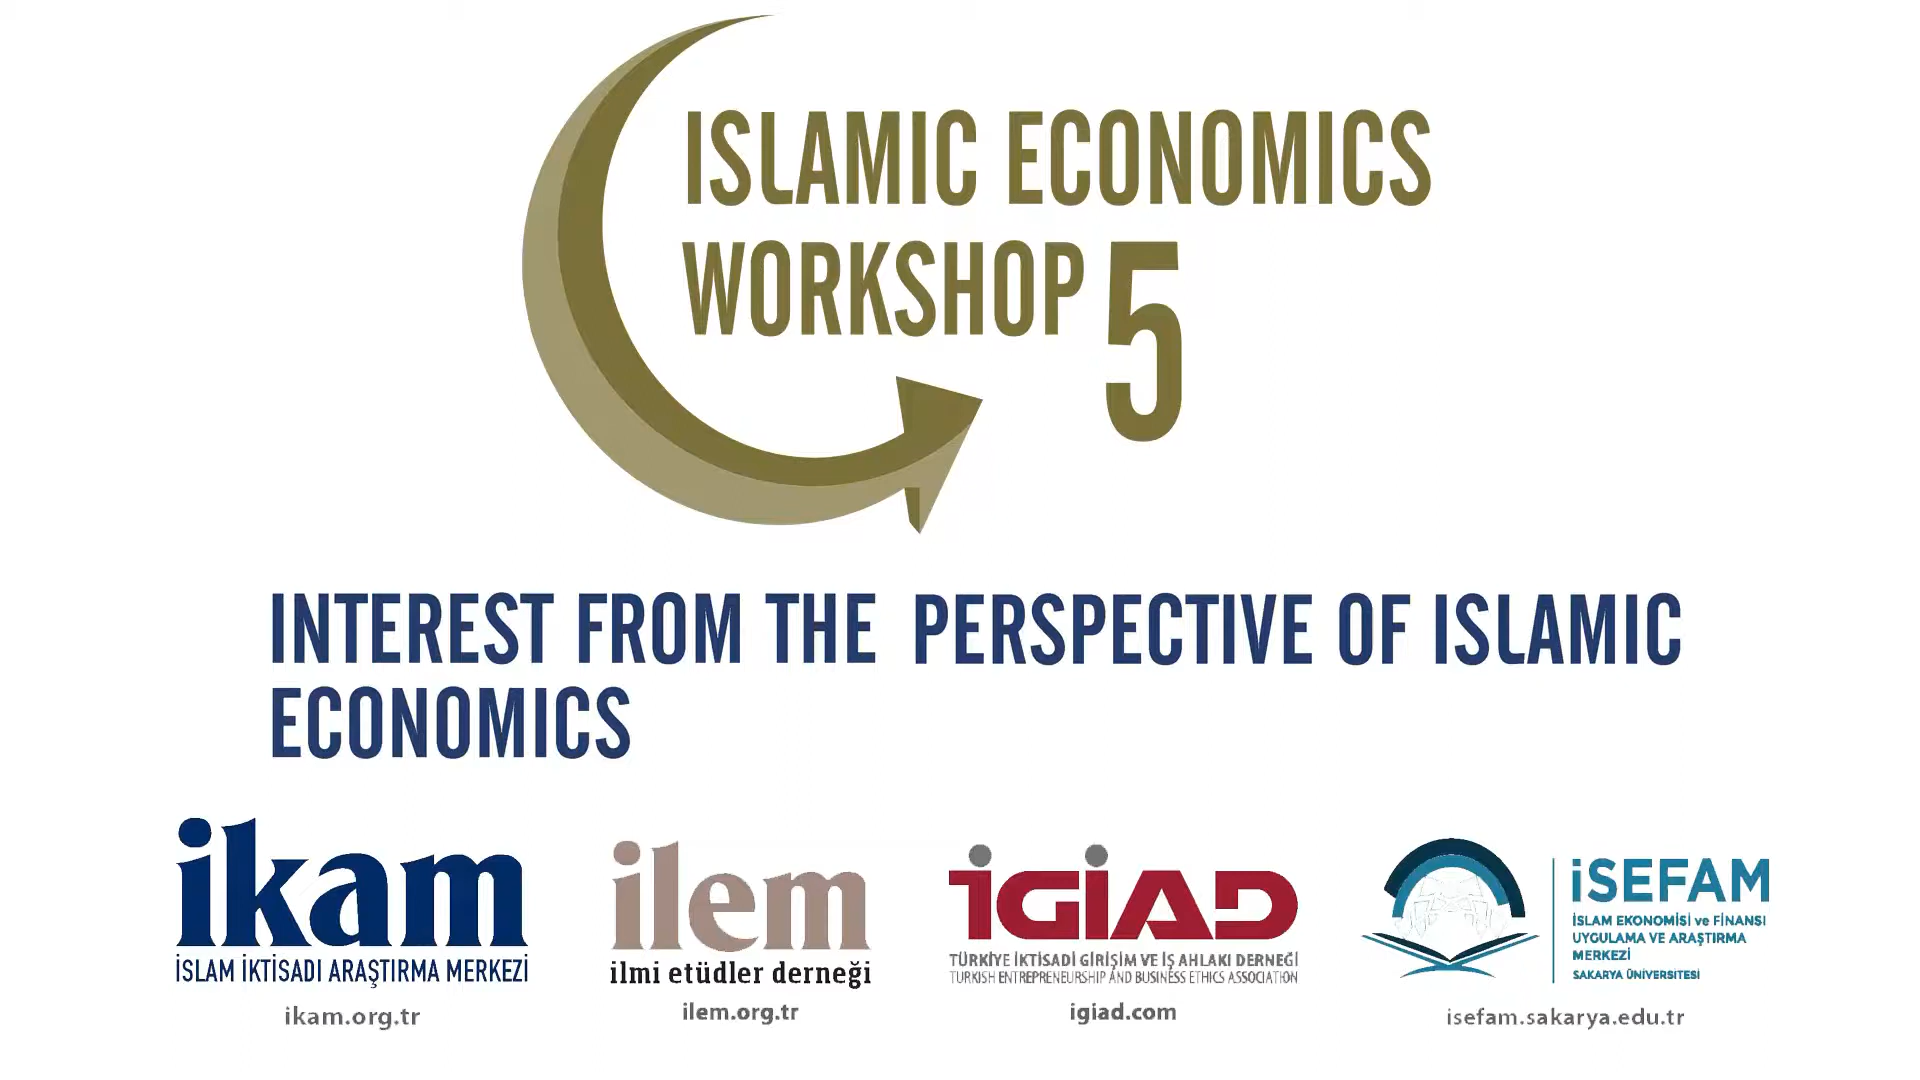 ISLAMIC ECONOMICS
WORKSHOP 5
INTEREST FROM THE PERSPECTIVE OF ISLAMIC
ECONOMICS
ikam
İSLAM İKTİSADI ARAŞTIRMA MERKEZİ
ikam.org.tr
ilem
ilmi etüdler derneği
ilem.org.tr
İGİAD
TÜRKİYE İKTİSADİ GİRİŞİM VE İŞ AHLAKI DERNEĞİ
TURKISH ENTREPRENEURSHIP AND BUSINESS ETHICS ASSOCIATION
igiad.com
iSEFAM
İSLAM EKONOMİSİ ve FİNANSI
UYGULAMA VE ARAŞTIRMA
MERKEZİ
SAKARYA ÜNİVERSİTESİ
isefam.sakarya.edu.tr